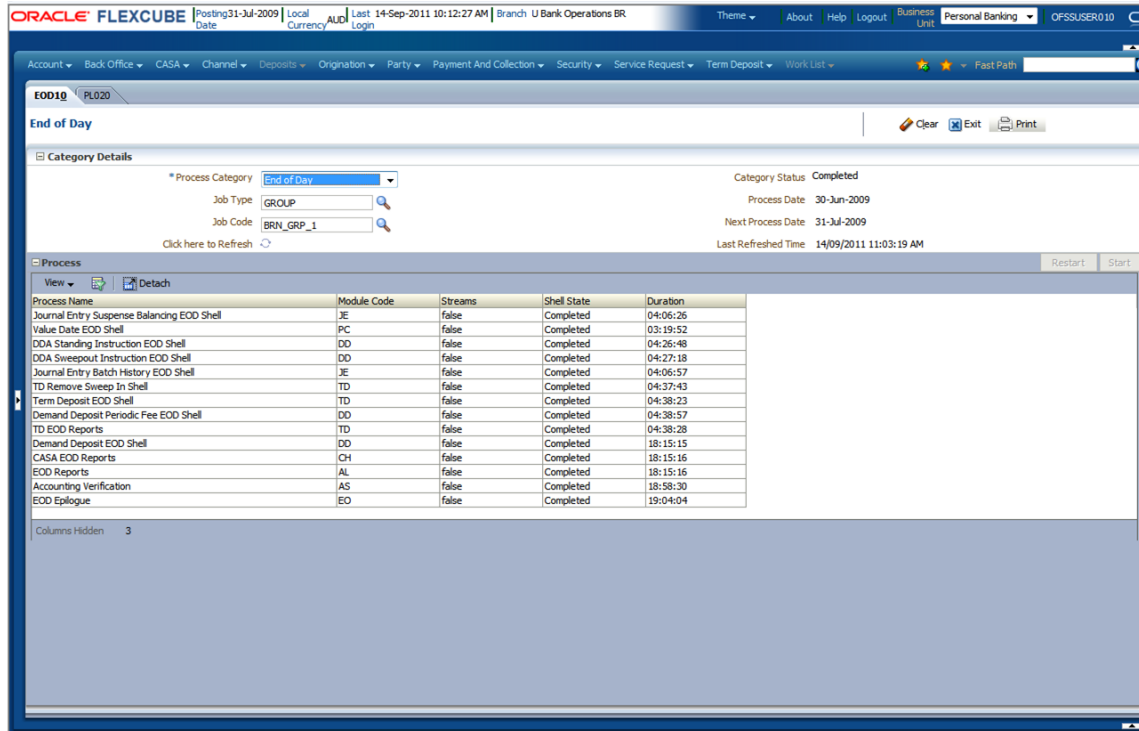 ORACLE FLEXCUBE Posting Date 31-Jul-2009 Local Currency AUD Last Login 14-Sep-2011 10:12:27 AM Branch U Bank Operations BR Theme About Help Logout Business Unit Personal Banking OFSSUSER010
Account Back Office CASA Channel Deposits Origination Party Payment And Collection Security Service Request Term Deposit Work List Fast Path
EOD10 PL020
End of Day Clear Exit Print
Category Details
* Process Category End of Day Category Status Completed
Job Type GROUP Process Date 30-Jun-2009
Job Code BRN_GRP_1 Next Process Date 31-Jul-2009
Click here to Refresh Last Refreshed Time 14/09/2011 11:03:19 AM
Process Restart Start
View Detach
Process Name Module Code Streams Shell State Duration
Journal Entry Suspense Balancing EOD Shell JE false Completed 04:06:26
Value Date EOD Shell PC false Completed 03:19:52
DDA Standing Instruction EOD Shell DD false Completed 04:26:48
DDA Sweepout Instruction EOD Shell DD false Completed 04:27:18
Journal Entry Batch History EOD Shell JE false Completed 04:06:57
TD Remove Sweep In Shell TD false Completed 04:37:43
Term Deposit EOD Shell TD false Completed 04:38:23
Demand Deposit Periodic Fee EOD Shell DD false Completed 04:38:57
TD EOD Reports TD false Completed 04:38:28
Demand Deposit EOD Shell DD false Completed 18:15:15
CASA EOD Reports CH false Completed 18:15:16
EOD Reports AL false Completed 18:15:16
Accounting Verification AS false Completed 18:58:30
EOD Epilogue EO false Completed 19:04:04
Columns Hidden 3